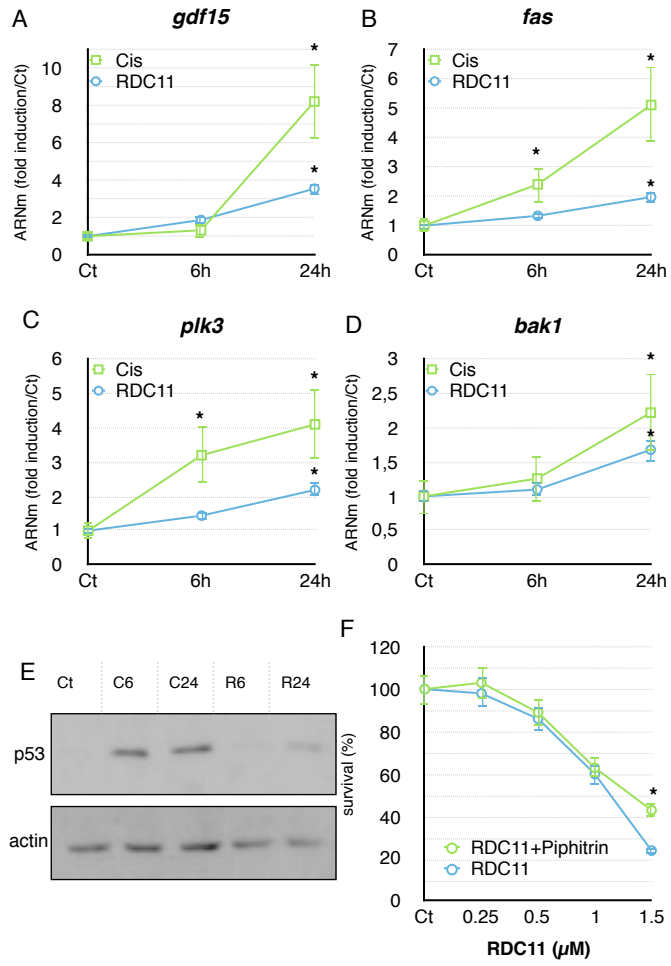 A
gdf15
ARNm (fold induction/Ct)
10
8
6
4
2
1
0
Cis
RDC11
*
*
Ct
6h
24h
B
fas
ARNm (fold induction/Ct)
7
6
5
4
3
2
1
0
Cis
RDC11
*
*
*
Ct
6h
24h
C
plk3
ARNm (fold induction/Ct)
6
5
4
3
2
1
0
Cis
RDC11
*
*
*
Ct
6h
24h
D
bak1
ARNm (fold induction/Ct)
3
2,5
2
1,5
1
0,5
0
Cis
RDC11
*
*
Ct
6h
24h
E
Ct C6 C24 R6 R24
p53
actin
F
survival (%)
120
100
80
60
40
20
0
*
RDC11+Piphitrin
RDC11
Ct 0.25 0.5 1 1.5
RDC11 (µM)